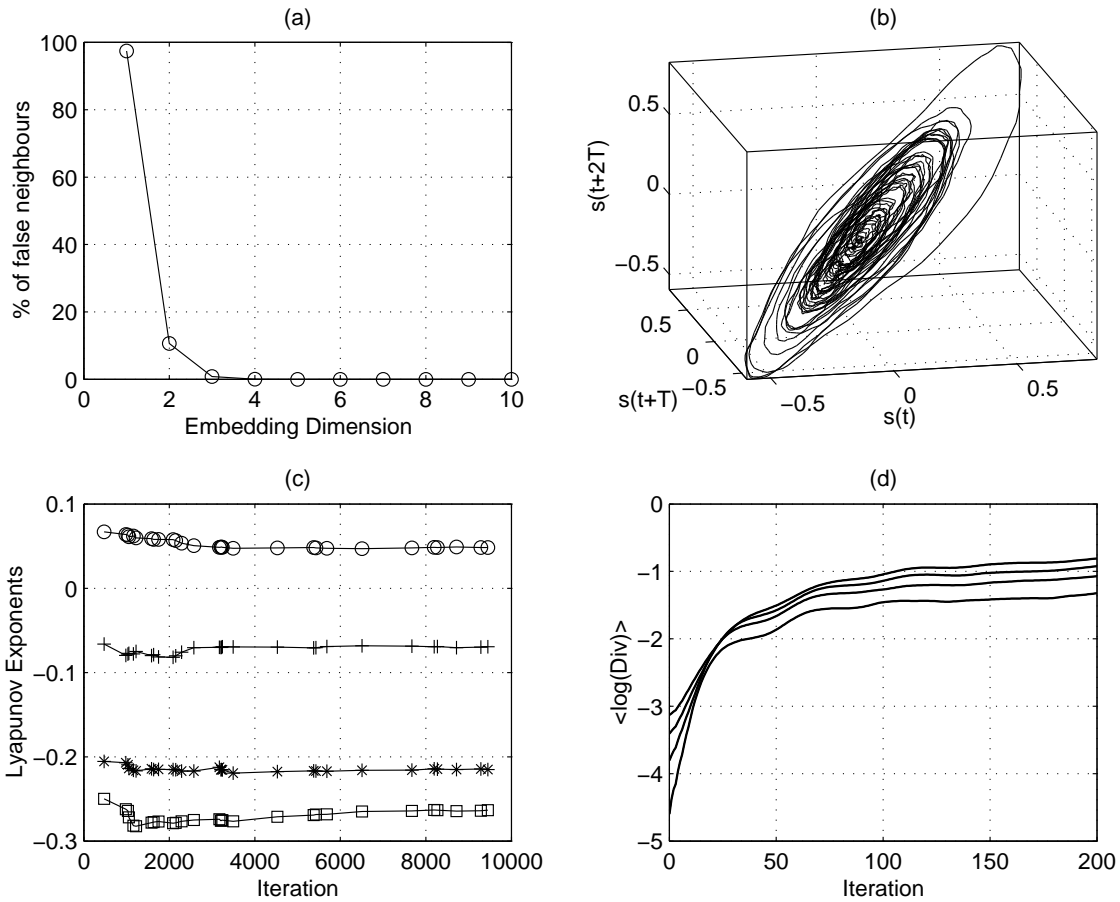 (a)
100
80
60
40
20
0
% of false neighbours
0 2 4 6 8 10
Embedding Dimension
(b)
0.5
0
−0.5
s(t+2T)
0.5
0
−0.5
s(t+T)
−0.5 0 0.5
s(t)
(c)
0.1
0
−0.1
−0.2
−0.3
Lyapunov Exponents
0 2000 4000 6000 8000 10000
Iteration
(d)
0
−1
−2
−3
−4
−5
<log(Div)>
0 50 100 150 200
Iteration